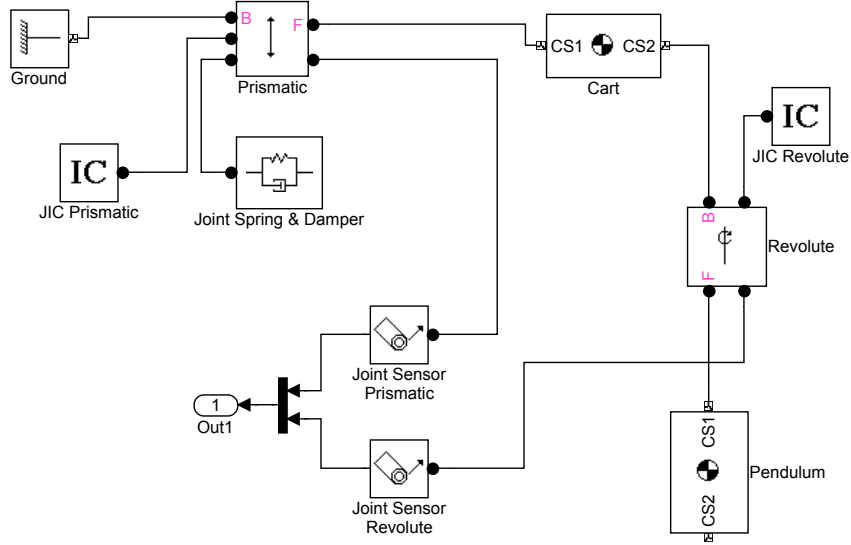 B
F
Ground
Prismatic
CS1
CS2
Cart
IC
JIC Revolute
IC
JIC Prismatic
Joint Spring & Damper
B
F
Revolute
Joint Sensor
Prismatic
1
Out1
Joint Sensor
Revolute
CS1
CS2
Pendulum